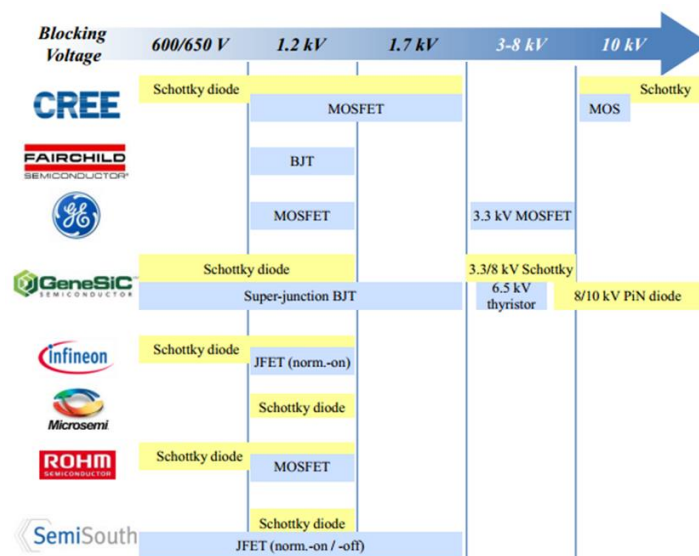 Blocking
Voltage
600/650 V
1.2 kV
1.7 kV
3-8 kV
10 kV
CREE
Schottky diode
MOSFET
Schottky
MOS
FAIRCHILD
SEMICONDUCTOR
BJT
GE
MOSFET
3.3 kV MOSFET
GeneSiC
SEMICONDUCTOR
Schottky diode
3.3/8 kV Schottky
Super-junction BJT
6.5 kV
thyristor
8/10 kV PiN diode
infineon
Schottky diode
JFET (norm.-on)
Microsemi
Schottky diode
ROHM
SEMICONDUCTOR
Schottky diode
MOSFET
SemiSouth
Schottky diode
JFET (norm.-on / -off)